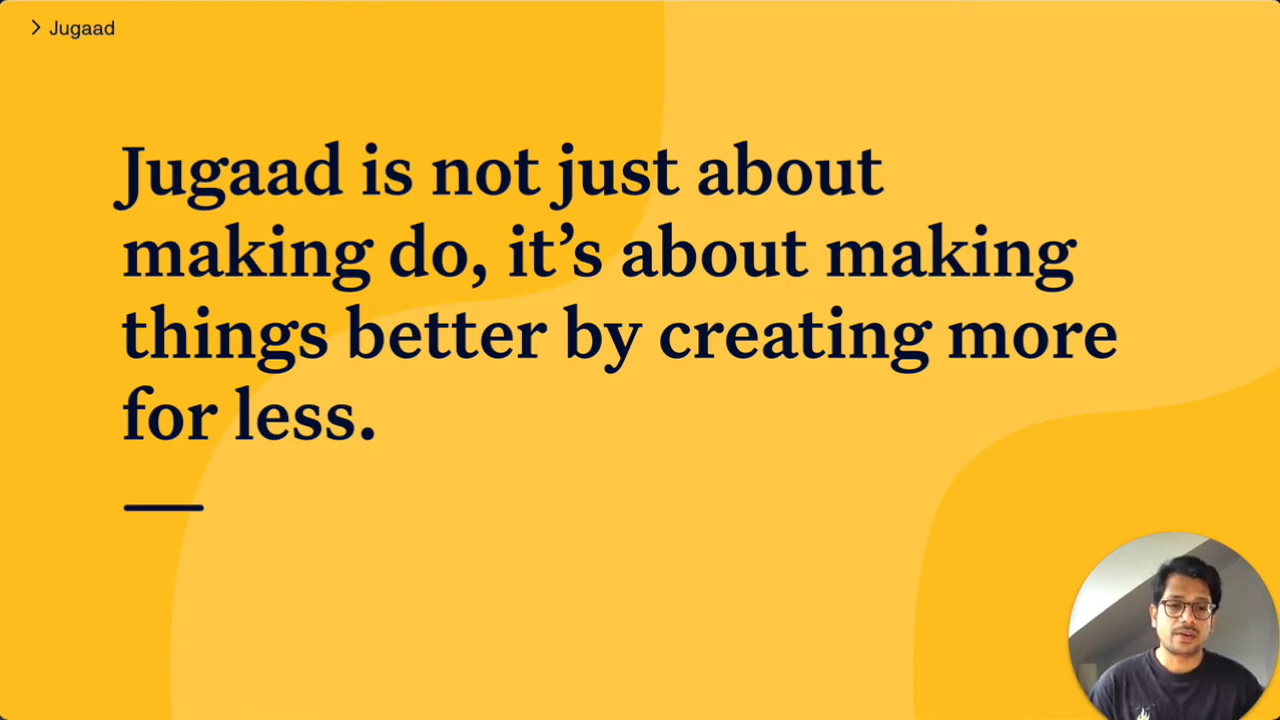 Jugaad
Jugaad is not just about
making do, it’s about making
things better by creating more
for less.